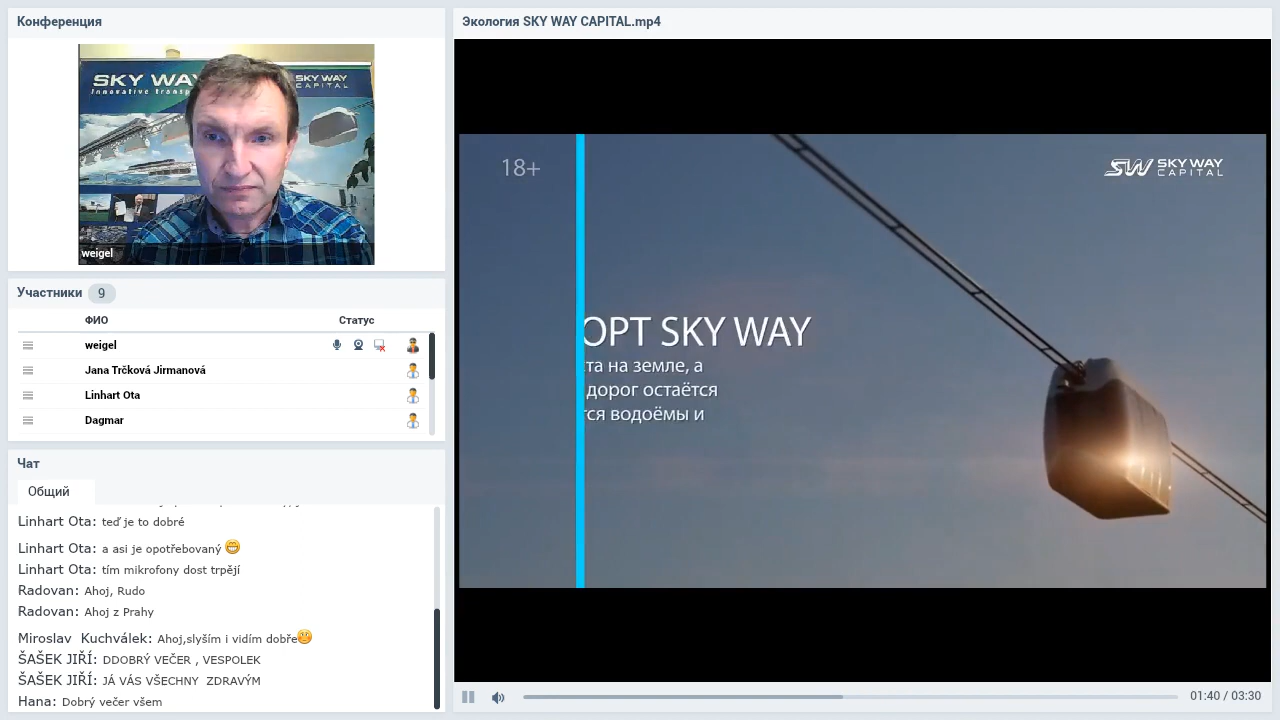 Конференция
SKY WAY
Innovative transp
SKY WAY
CAPITAL
weigel
Участники 9
ФИО Статус
weigel
Jana Trčková Jirmanová
Linhart Ota
Dagmar
Чат
Общий
Linhart Ota: teď je to dobré
Linhart Ota: a asi je opotřebovaný
Linhart Ota: tím mikrofony dost trpějí
Radovan: Ahoj, Rudo
Radovan: Ahoj z Prahy
Miroslav Kuchválek: Ahoj,slyším i vidím dobře
ŠAŠEK JIŘÍ: DDOBRÝ VEČER , VESPOLEK
ŠAŠEK JIŘÍ: JÁ VÁS VŠECHNY ZDRAVÝM
Hana: Dobrý večer všem
Экология SKY WAY CAPITAL.mp4
18+
SW SKY WAY
CAPITAL
ОРТ SKY WAY
та на земле, а
дорог остаётся
тся водоёмы и
01:40 / 03:30